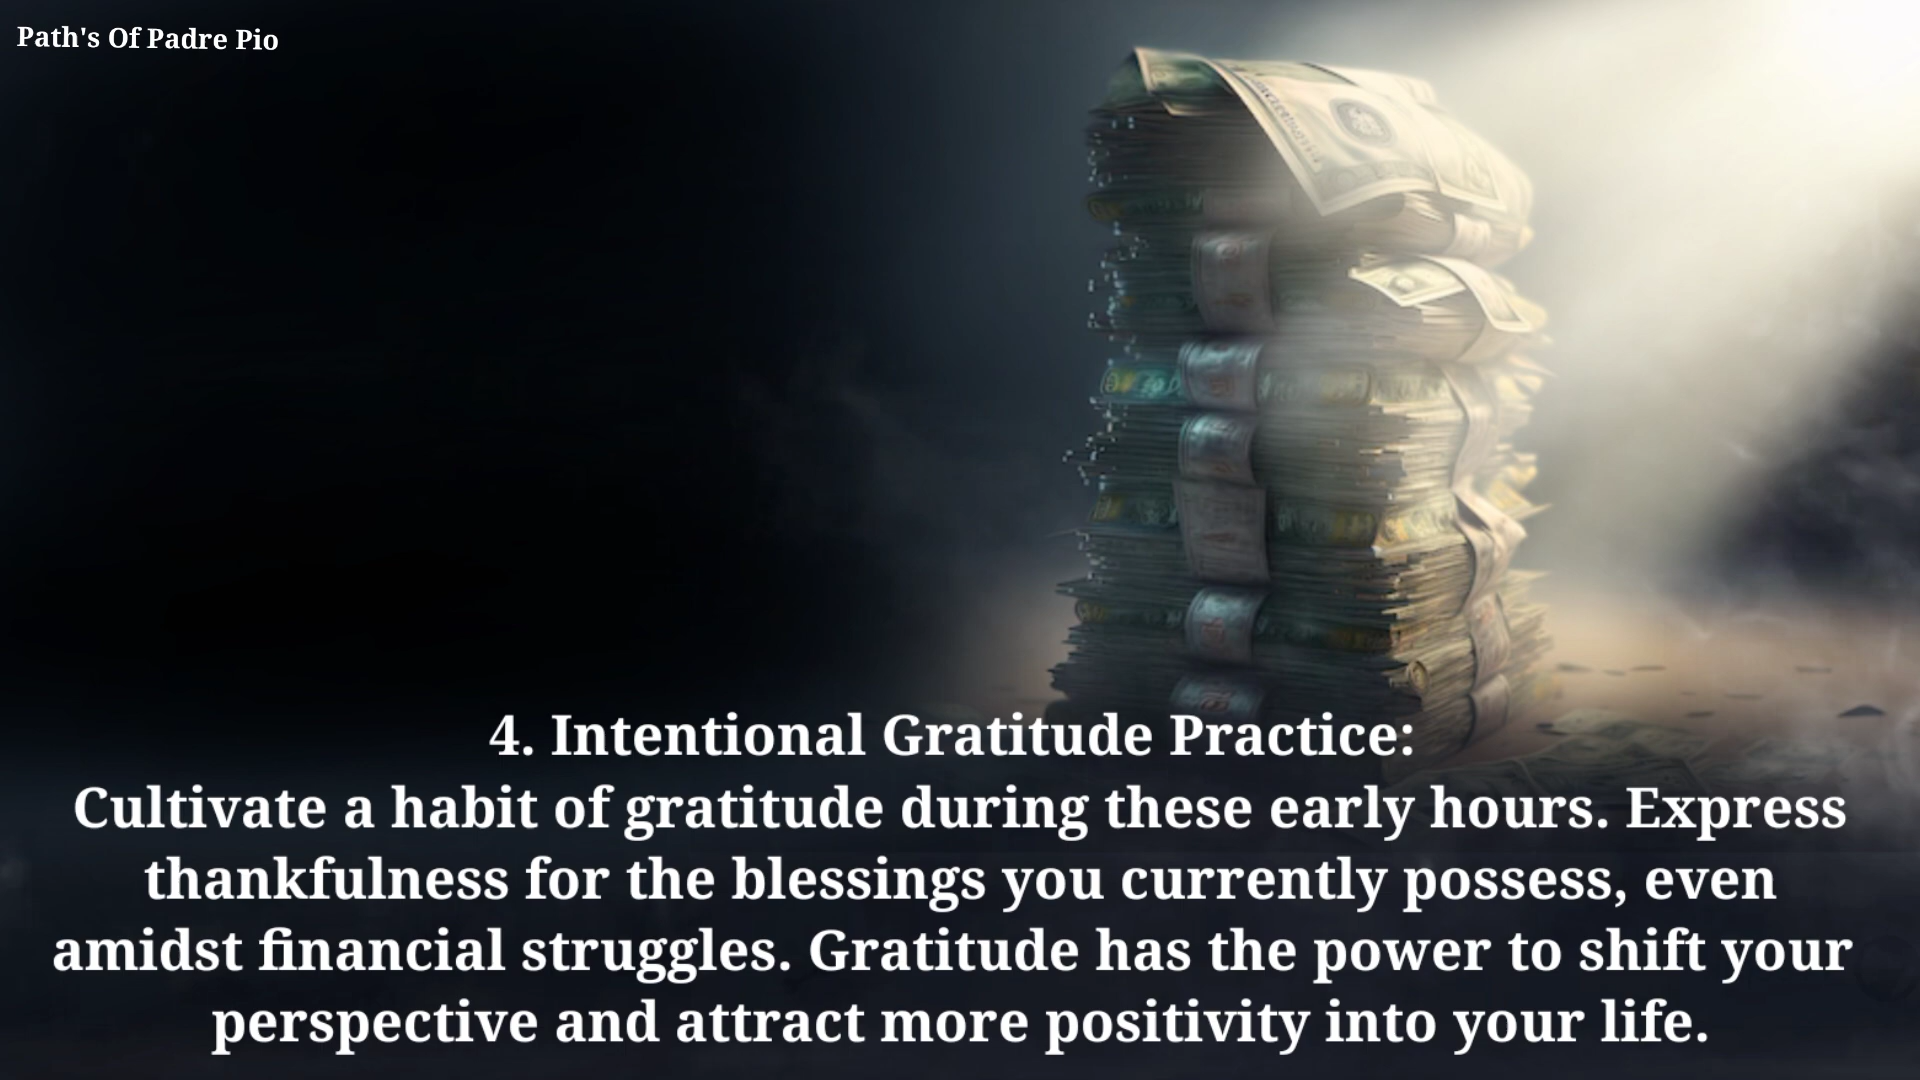 Path's Of Padre Pio
4. Intentional Gratitude Practice:
Cultivate a habit of gratitude during these early hours. Express
thankfulness for the blessings you currently possess, even
amidst financial struggles. Gratitude has the power to shift your
perspective and attract more positivity into your life.